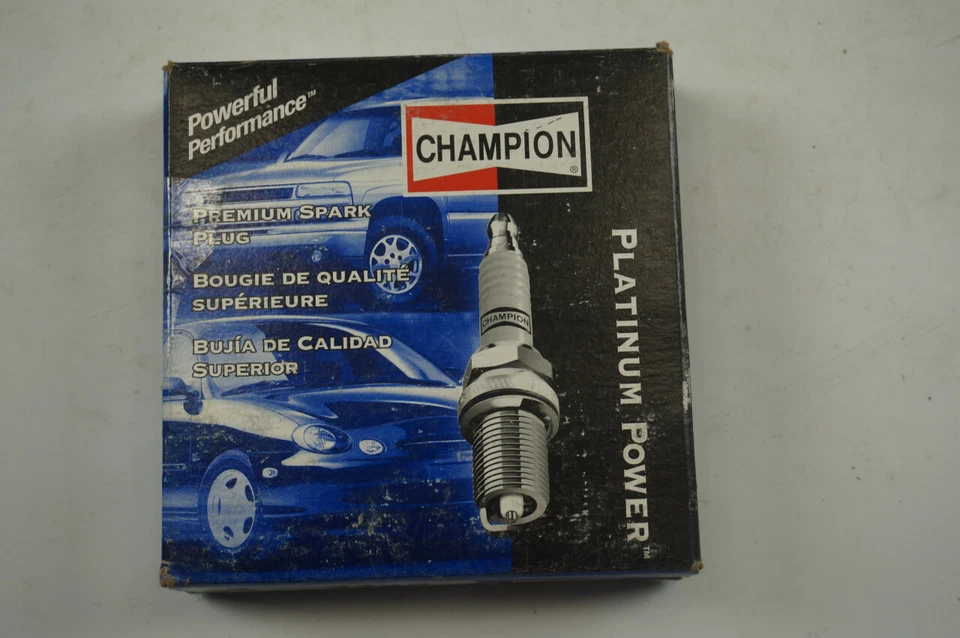 Powerful
Performance™
CHAMPION®
PREMIUM SPARK
PLUG
BOUGIE DE QUALITÉ
SUPÉRIEURE
BUJÍA DE CALIDAD
SUPERIOR
CHAMPION
PLATINUM POWER™